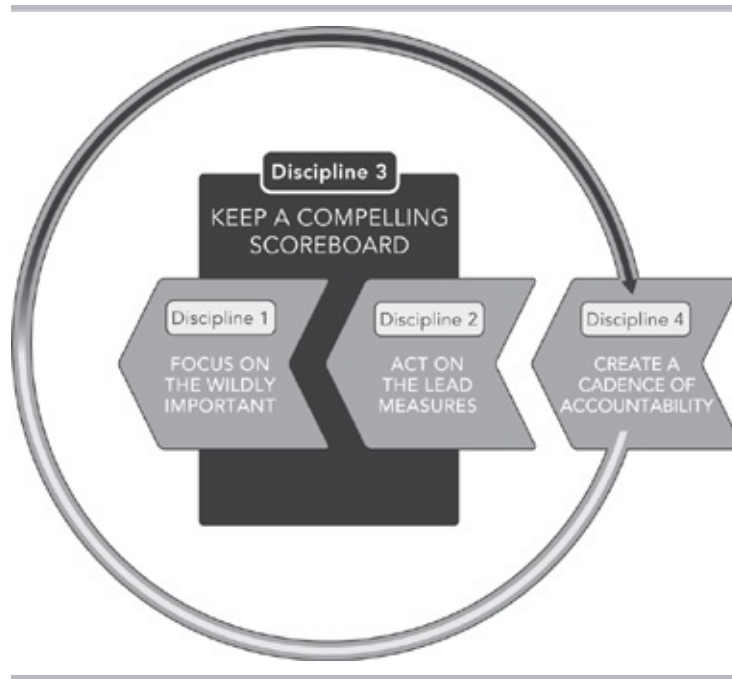 Discipline 3
KEEP A COMPELLING
SCOREBOARD
Discipline 1
FOCUS ON
THE WILDLY
IMPORTANT
Discipline 2
ACT ON
THE LEAD
MEASURES
Discipline 4
CREATE A
CADENCE OF
ACCOUNTABILITY